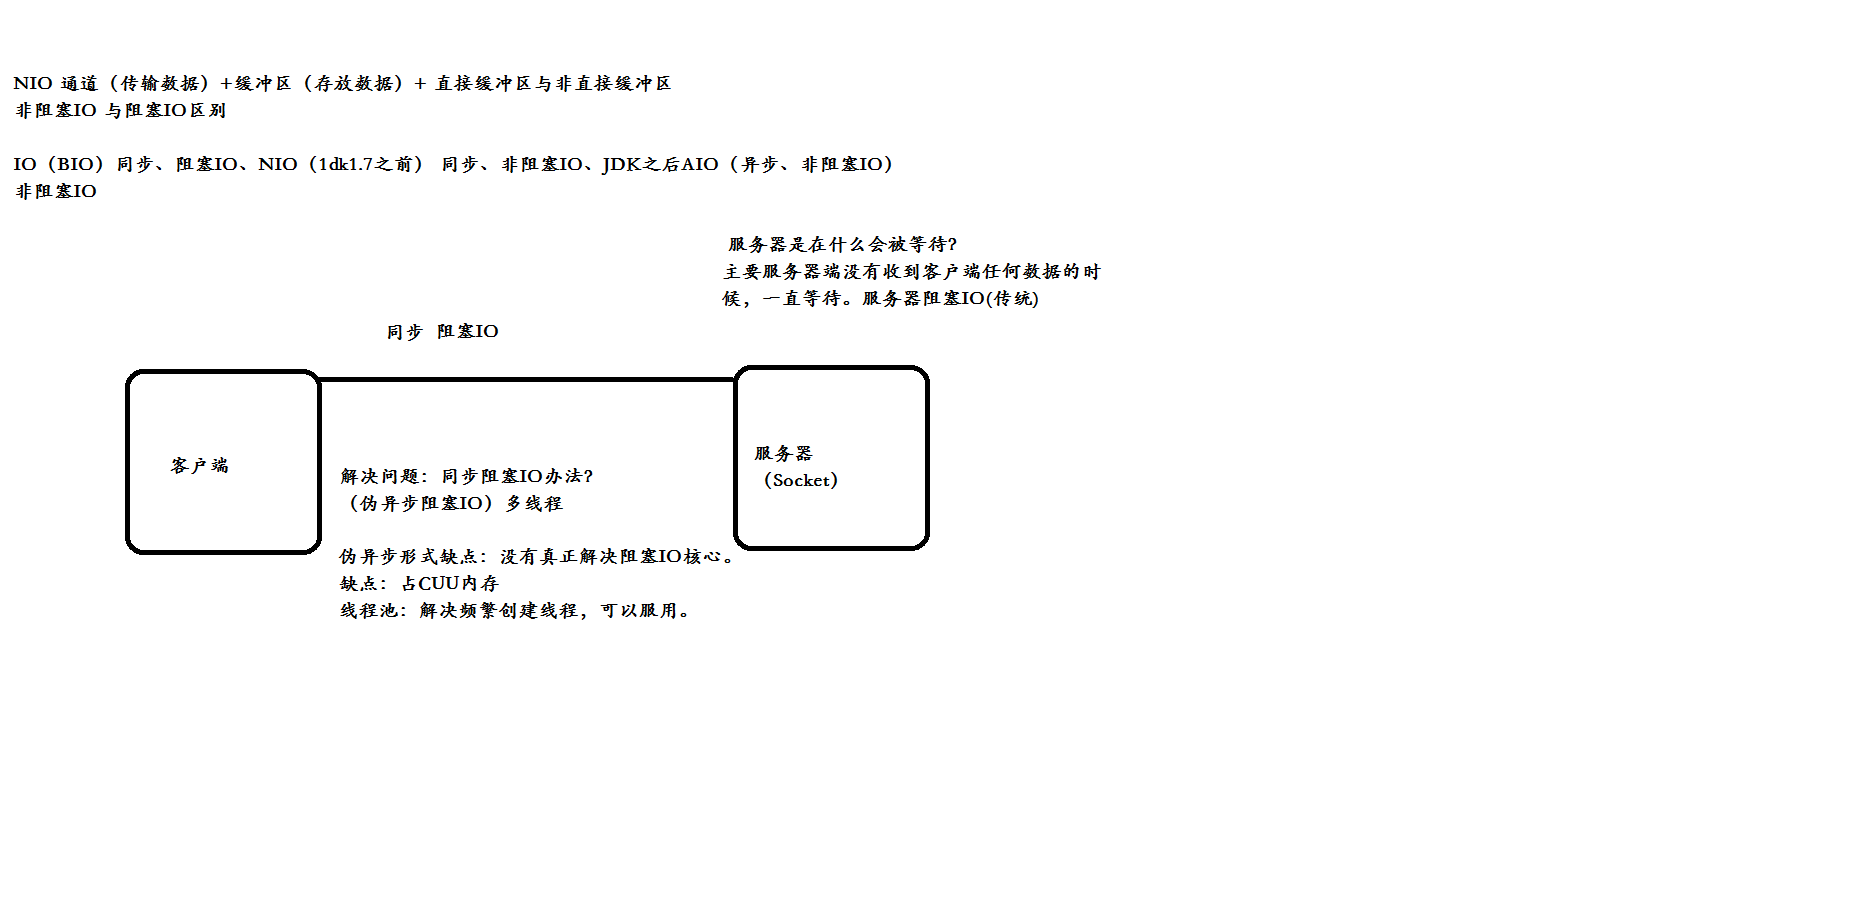 NIO 通道（传输数据）+缓冲区（存放数据）+ 直接缓冲区与非直接缓冲区
非阻塞IO 与阻塞IO区别
IO（BIO）同步、阻塞IO、NIO（1dk1.7之前） 同步、非阻塞IO、JDK之后AIO（异步、非阻塞IO）
非阻塞IO
服务器是在什么会被等待?
主要服务器端没有收到客户端任何数据的时
候，一直等待。服务器阻塞IO(传统)
同步 阻塞IO
客户端
服务器
（Socket）
解决问题：同步阻塞IO办法?
（伪异步阻塞IO）多线程
伪异步形式缺点：没有真正解决阻塞IO核心。
缺点：占CUU内存
线程池：解决频繁创建线程，可以服用。